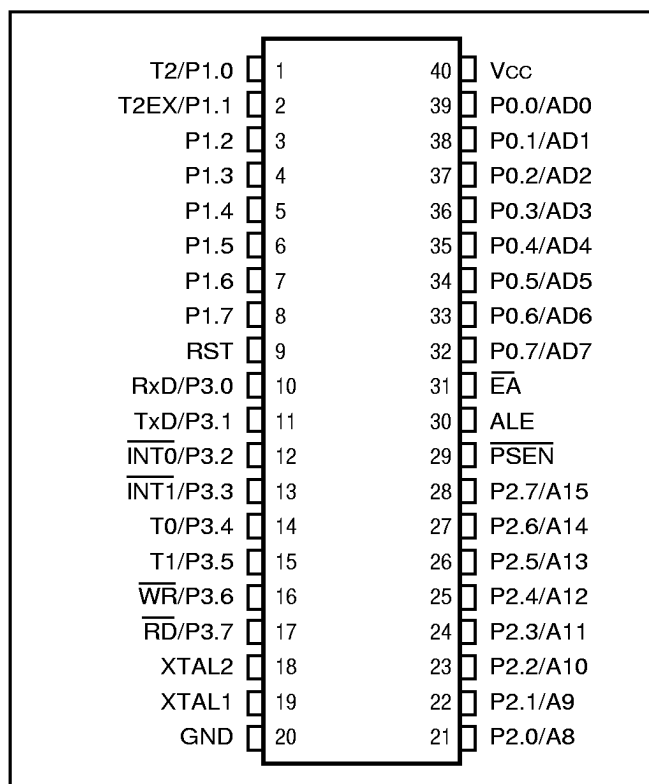 T2/P1.0 1 40 Vcc
T2EX/P1.1 2 39 P0.0/AD0
P1.2 3 38 P0.1/AD1
P1.3 4 37 P0.2/AD2
P1.4 5 36 P0.3/AD3
P1.5 6 35 P0.4/AD4
P1.6 7 34 P0.5/AD5
P1.7 8 33 P0.6/AD6
RST 9 32 P0.7/AD7
RxD/P3.0 10 31 E̅A̅
TxD/P3.1 11 30 ALE
I̅N̅T̅0̅/P3.2 12 29 P̅S̅E̅N̅
I̅N̅T̅1̅/P3.3 13 28 P2.7/A15
T0/P3.4 14 27 P2.6/A14
T1/P3.5 15 26 P2.5/A13
W̅R̅/P3.6 16 25 P2.4/A12
R̅D̅/P3.7 17 24 P2.3/A11
XTAL2 18 23 P2.2/A10
XTAL1 19 22 P2.1/A9
GND 20 21 P2.0/A8